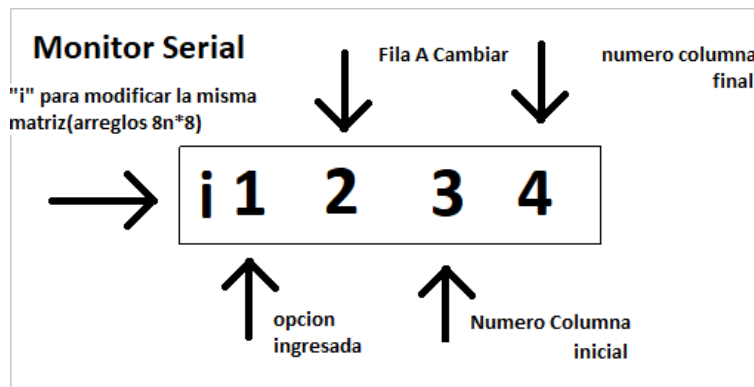 Monitor Serial
"i" para modificar la misma
matriz(arreglos 8n*8)
Fila A Cambiar
numero columna
final
i 1 2 3 4
opcion
ingresada
Numero Columna
inicial